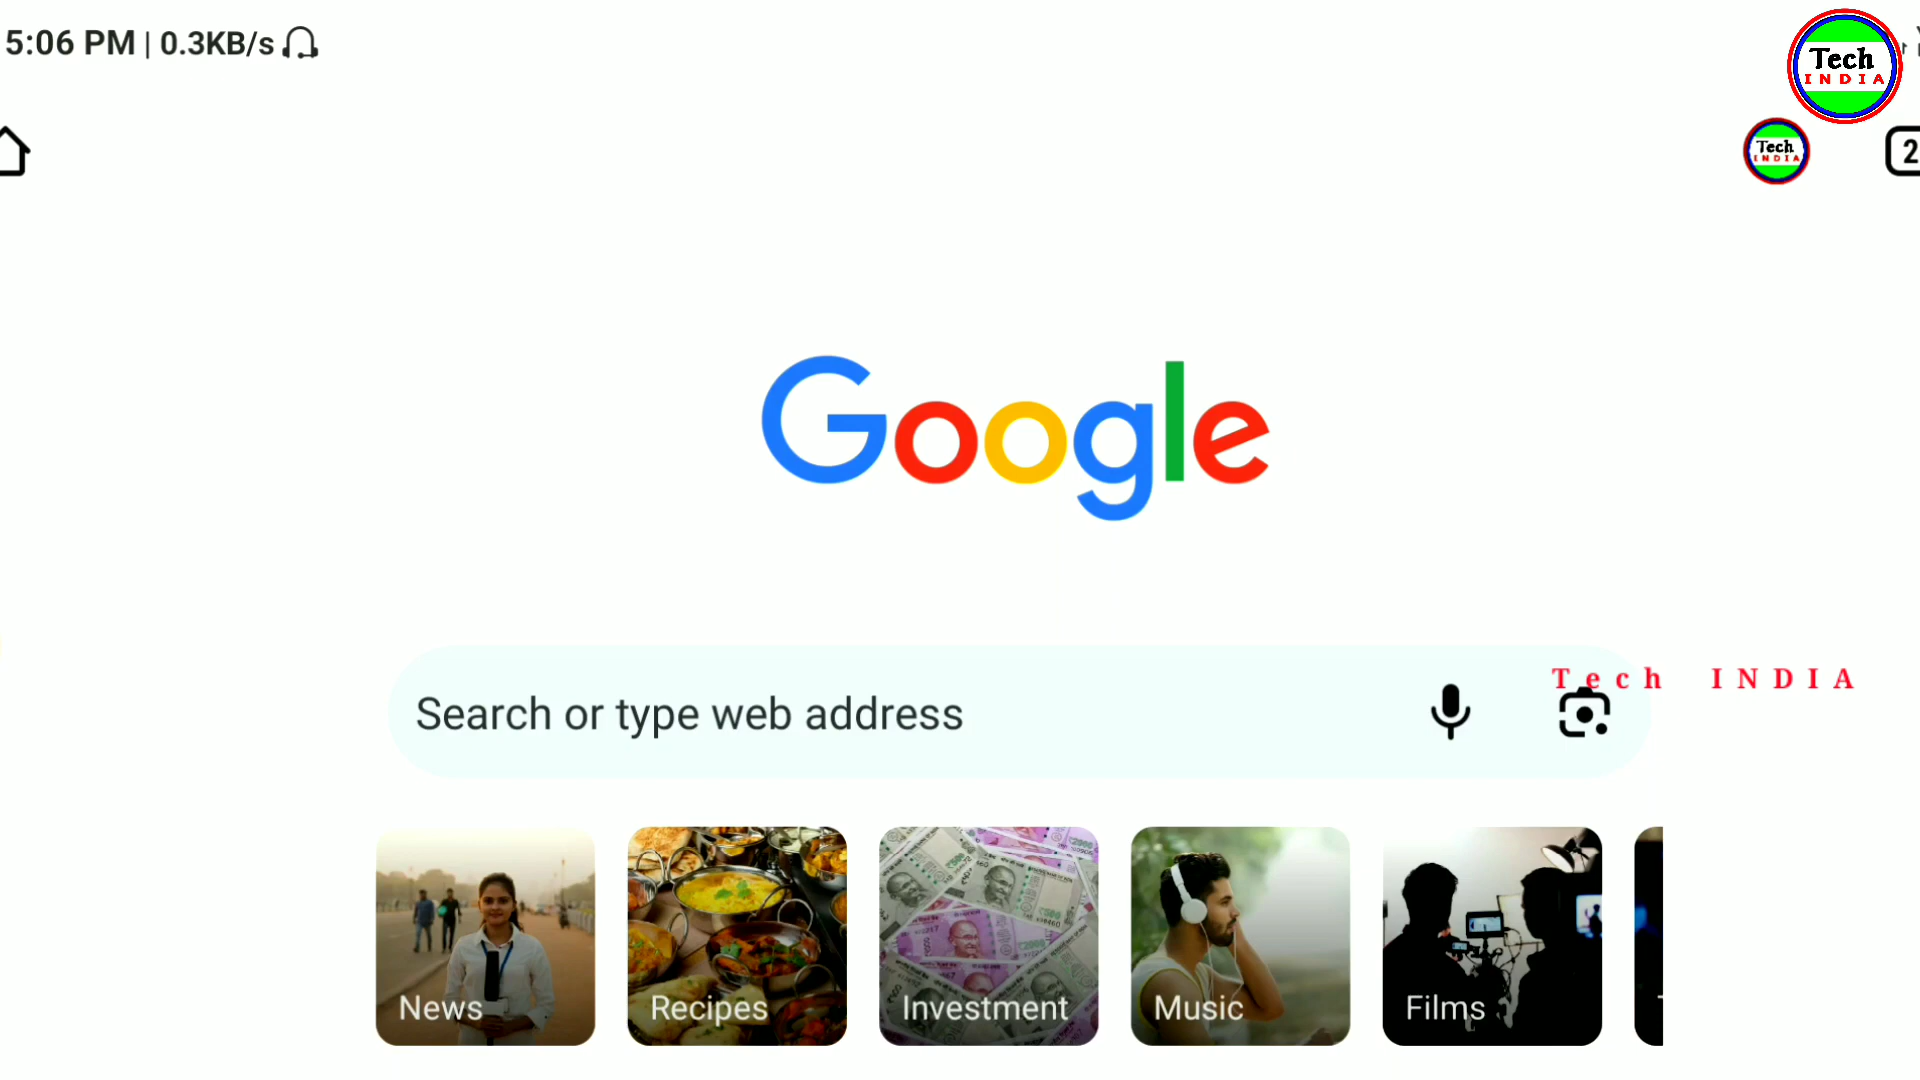 5:06 PM | 0.3KB/s
Tech
INDIA
Tech
INDIA
2
Google
Tech INDIA
Search or type web address
News
Recipes
Investment
Music
Films